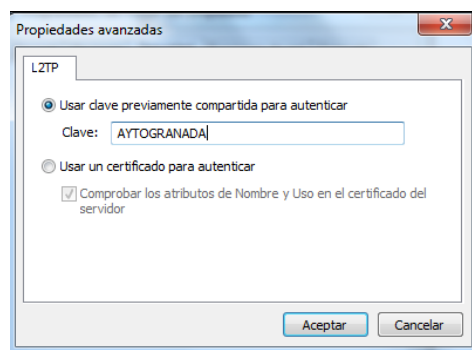 Propiedades avanzadas
L2TP
Usar clave previamente compartida para autenticar
Clave: AYTOGRANADA
Usar un certificado para autenticar
Comprobar los atributos de Nombre y Uso en el certificado del
servidor
Aceptar Cancelar